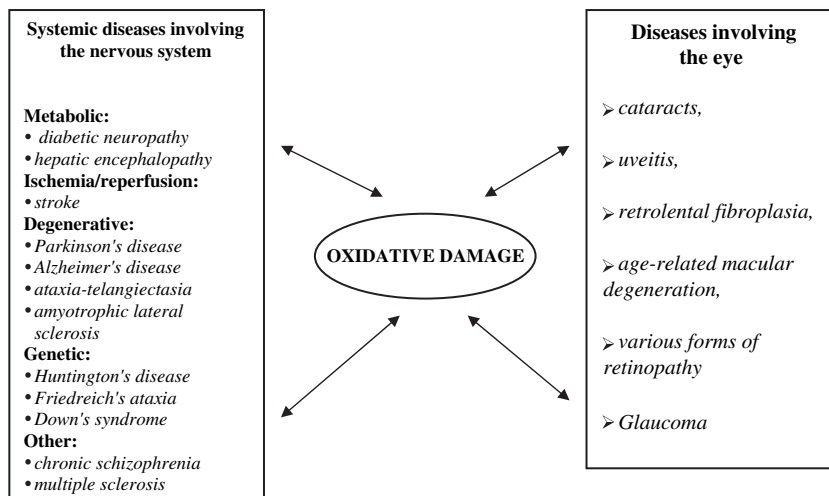 Systemic diseases involving
the nervous system
Metabolic:
• diabetic neuropathy
• hepatic encephalopathy
Ischemia/reperfusion:
• stroke
Degenerative:
• Parkinson's disease
• Alzheimer's disease
• ataxia-telangiectasia
• amyotrophic lateral
sclerosis
Genetic:
• Huntington's disease
• Friedreich's ataxia
• Down's syndrome
Other:
• chronic schizophrenia
• multiple sclerosis
OXIDATIVE DAMAGE
Diseases involving
the eye
➢ cataracts,
➢ uveitis,
➢ retrolental fibroplasia,
➢ age-related macular
degeneration,
➢ various forms of
retinopathy
➢ Glaucoma